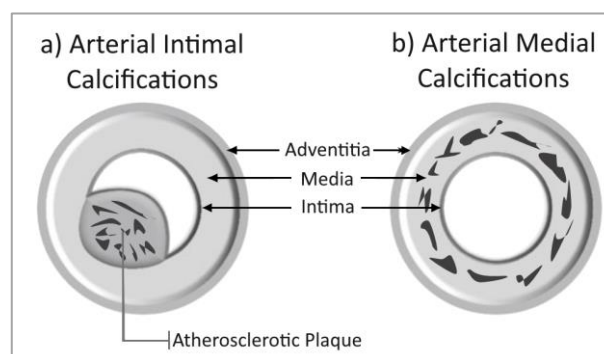 a) Arterial Intimal
Calcifications
b) Arterial Medial
Calcifications
Adventitia
Media
Intima
Atherosclerotic Plaque